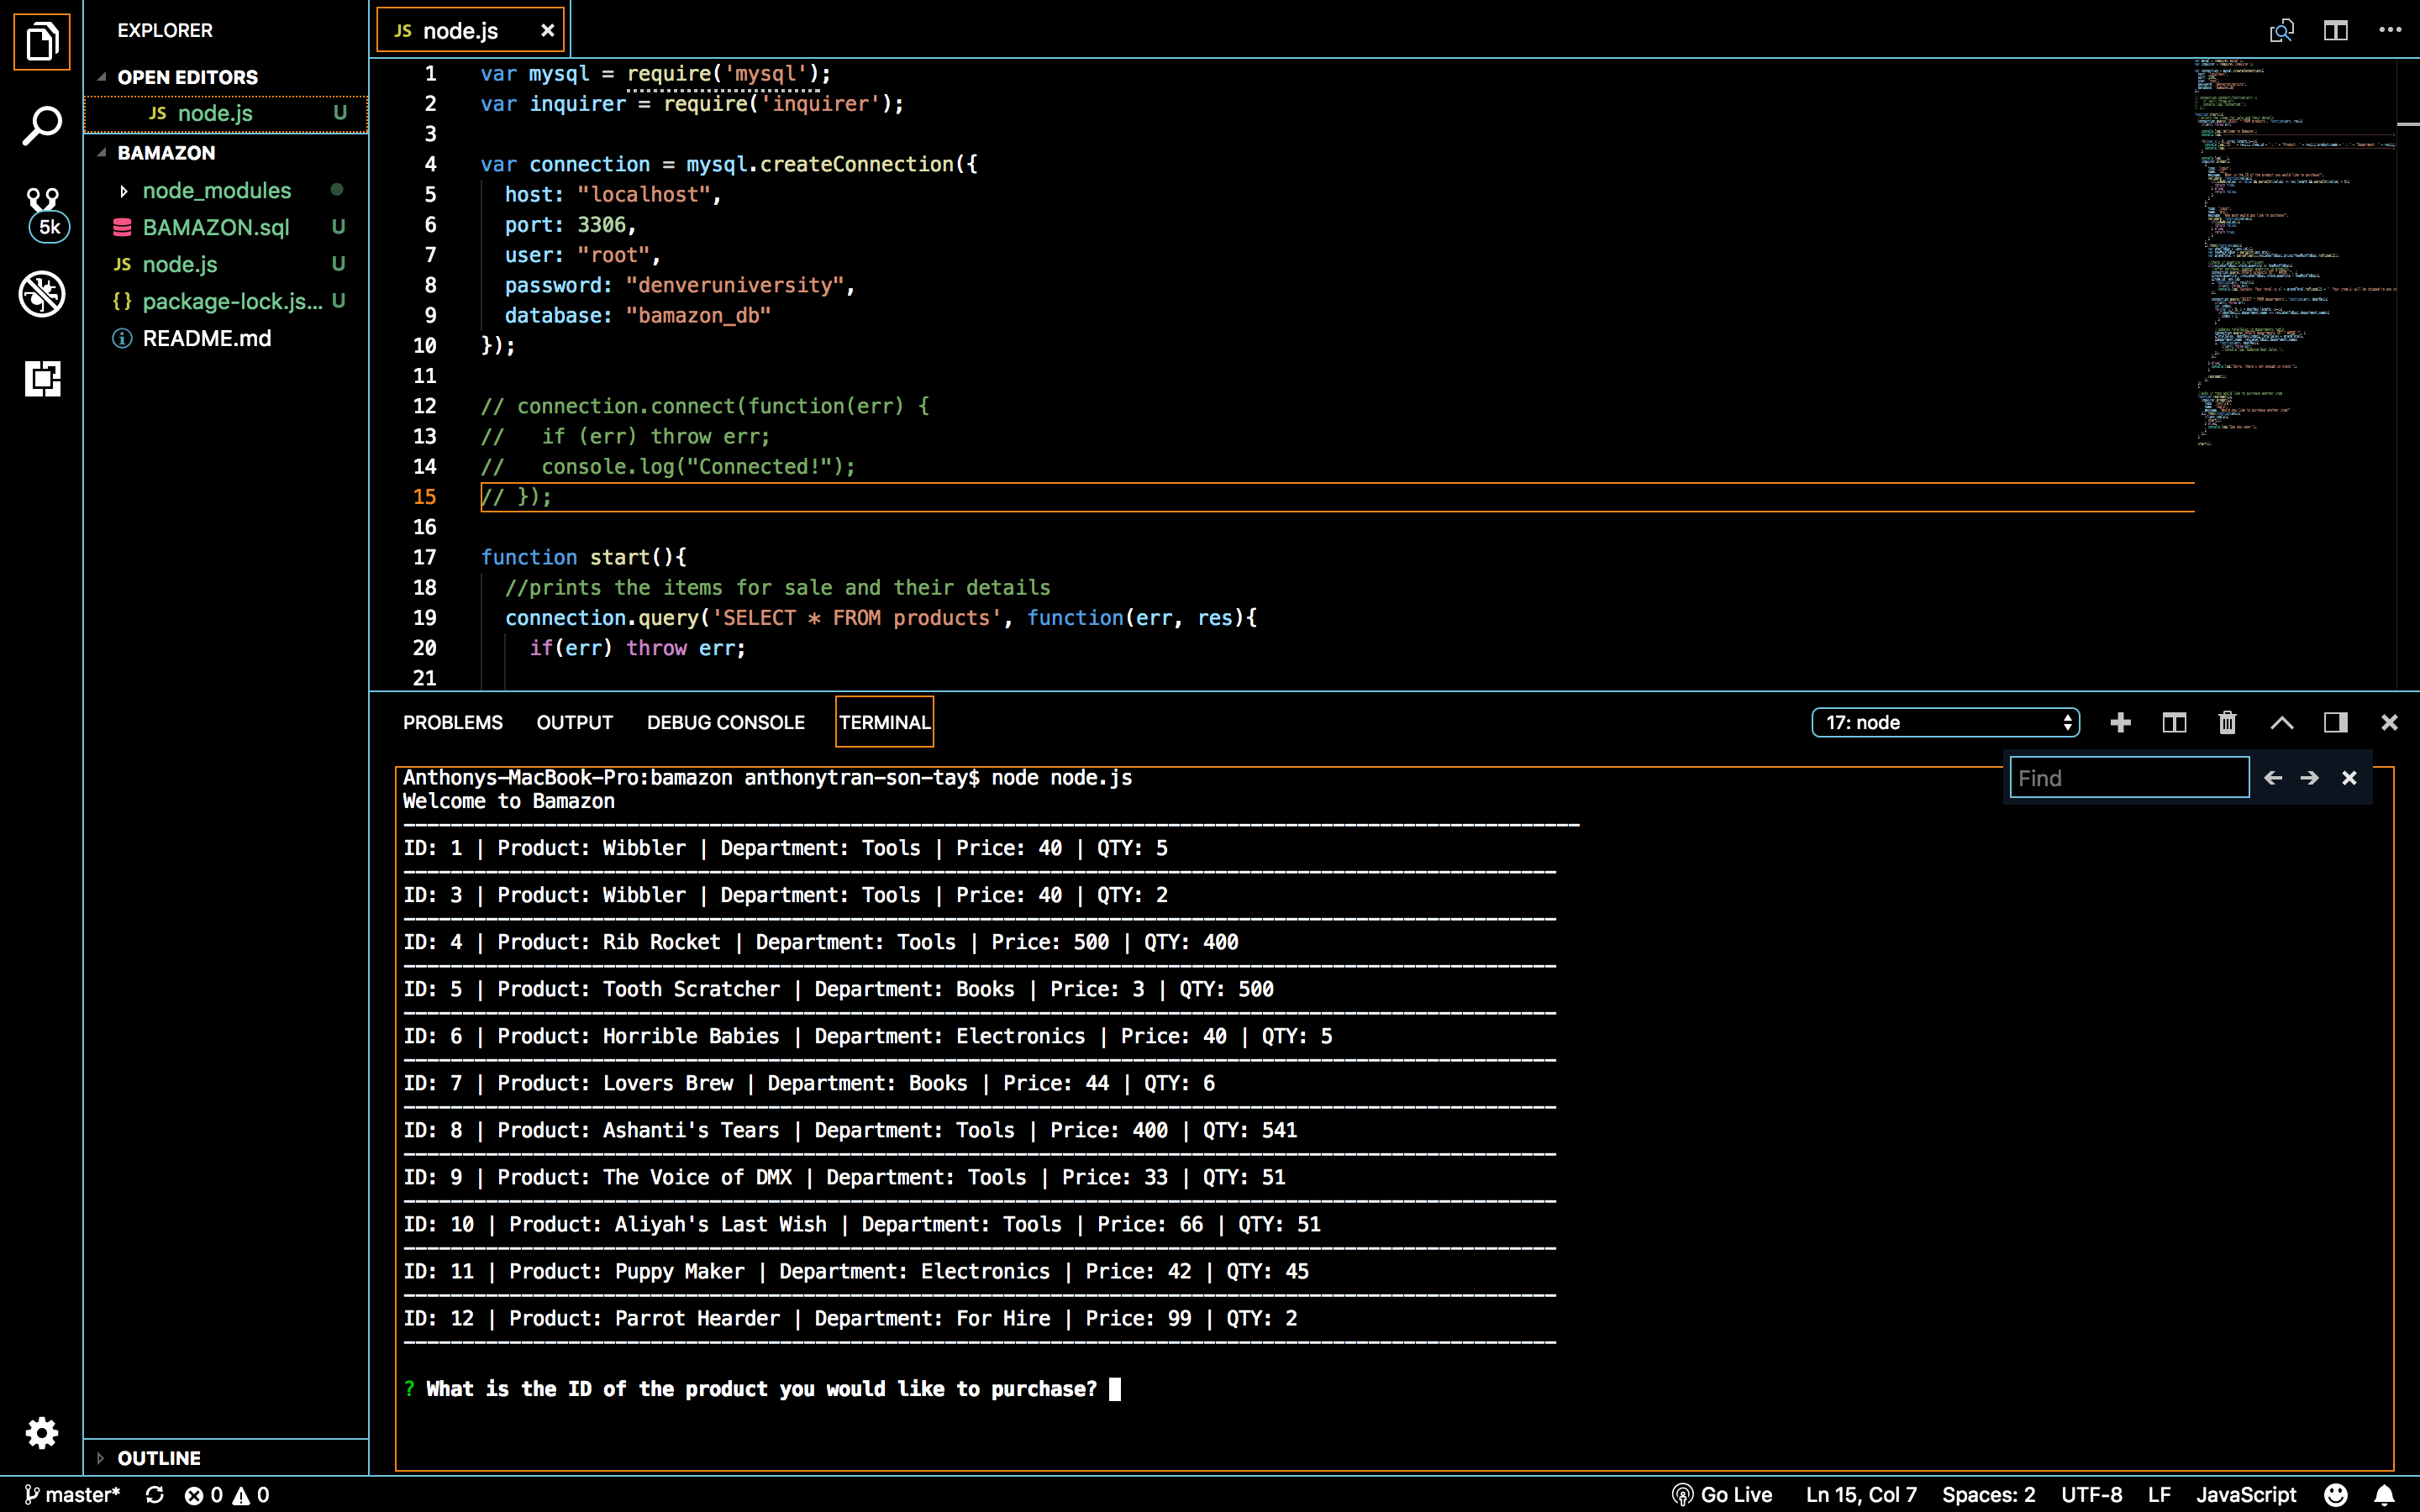 EXPLORER
OPEN EDITORS
JS node.js U
BAMAZON
node_modules
BAMAZON.sql U
JS node.js U
{} package-lock.js... U
README.md
5k
OUTLINE
JS node.js
1 var mysql = require('mysql');
2 var inquirer = require('inquirer');
3
4 var connection = mysql.createConnection({
5 host: "localhost",
6 port: 3306,
7 user: "root",
8 password: "denveruniversity",
9 database: "bamazon_db"
10 });
11
12 // connection.connect(function(err) {
13 //   if (err) throw err;
14 //   console.log("Connected!");
15 // });
16
17 function start(){
18 //prints the items for sale and their details
19 connection.query('SELECT * FROM products', function(err, res){
20 if(err) throw err;
21
PROBLEMS OUTPUT DEBUG CONSOLE TERMINAL 17: node
Find
Anthonys-MacBook-Pro:bamazon anthonytran-son-tay$ node node.js
Welcome to Bamazon
ID: 1 | Product: Wibbler | Department: Tools | Price: 40 | QTY: 5
ID: 3 | Product: Wibbler | Department: Tools | Price: 40 | QTY: 2
ID: 4 | Product: Rib Rocket | Department: Tools | Price: 500 | QTY: 400
ID: 5 | Product: Tooth Scratcher | Department: Books | Price: 3 | QTY: 500
ID: 6 | Product: Horrible Babies | Department: Electronics | Price: 40 | QTY: 5
ID: 7 | Product: Lovers Brew | Department: Books | Price: 44 | QTY: 6
ID: 8 | Product: Ashanti's Tears | Department: Tools | Price: 400 | QTY: 541
ID: 9 | Product: The Voice of DMX | Department: Tools | Price: 33 | QTY: 51
ID: 10 | Product: Aliyah's Last Wish | Department: Tools | Price: 66 | QTY: 51
ID: 11 | Product: Puppy Maker | Department: Electronics | Price: 42 | QTY: 45
ID: 12 | Product: Parrot Hearder | Department: For Hire | Price: 99 | QTY: 2
? What is the ID of the product you would like to purchase?
master* 0 0 Go Live Ln 15, Col 7 Spaces: 2 UTF-8 LF JavaScript